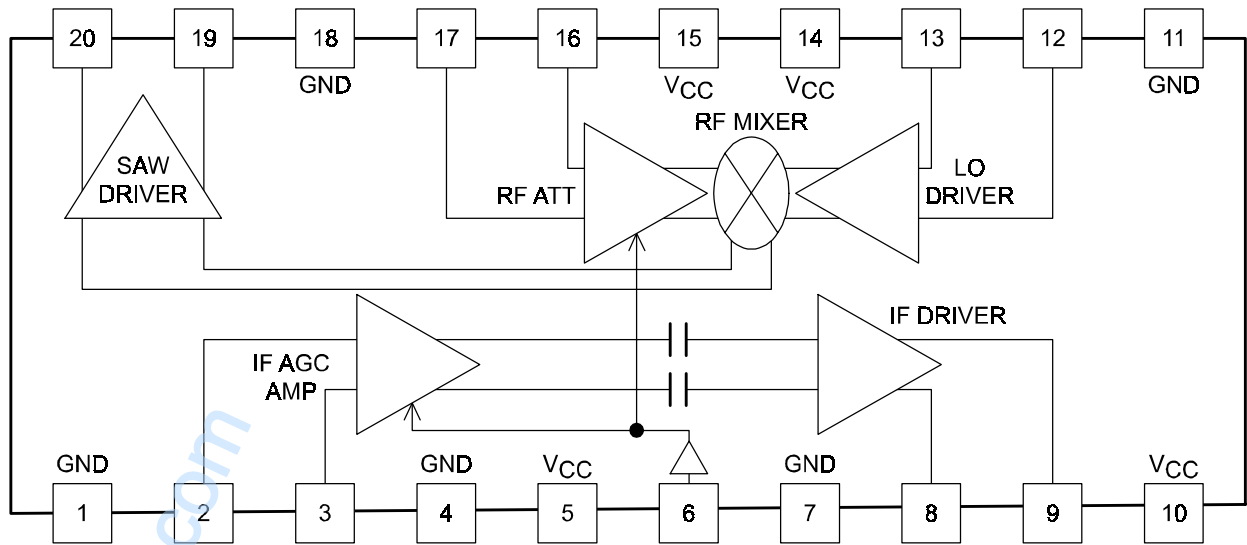 20 19 18 17 16 15 14 13 12 11
GND
VCC
VCC
GND
RF MIXER
SAW
DRIVER
RF ATT
LO
DRIVER
IF DRIVER
IF AGC
AMP
GND
GND
VCC
GND
VCC
1 2 3 4 5 6 7 8 9 10
com